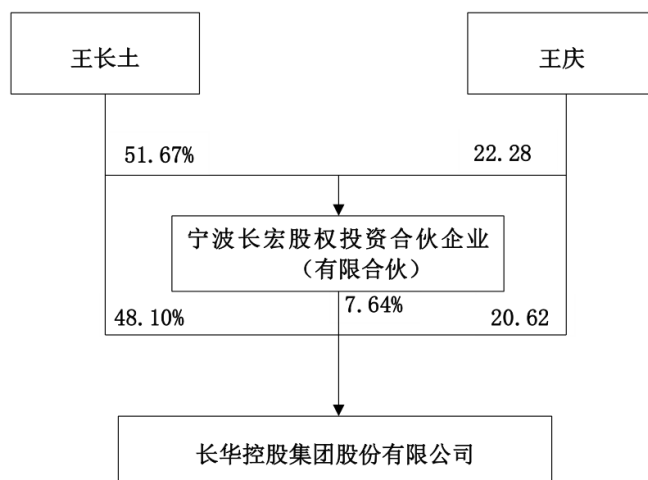 王长土
王庆
51.67%
22.28
宁波长宏股权投资合伙企业
（有限合伙）
7.64%
48.10%
20.62
长华控股集团股份有限公司